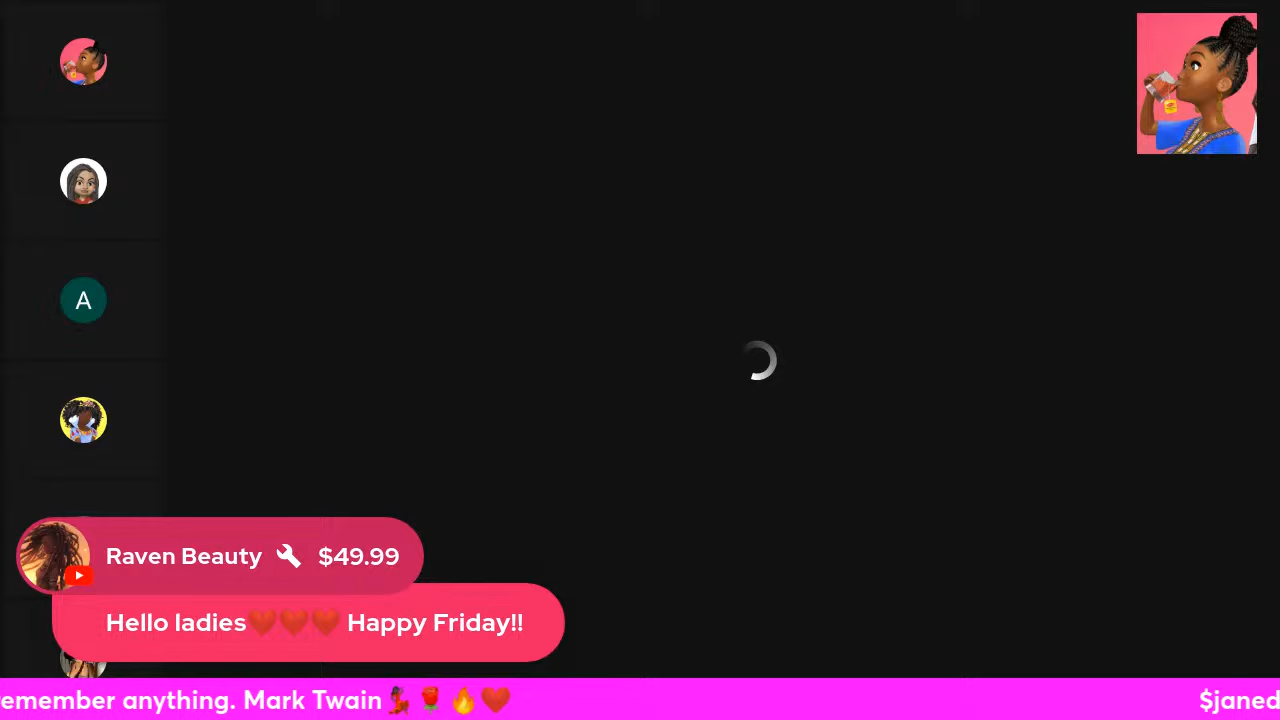 A
Raven Beauty $49.99
Hello ladies❤️❤️❤️ Happy Friday!!
emember anything. Mark Twain💃🏿🌹🔥❤️ $janed